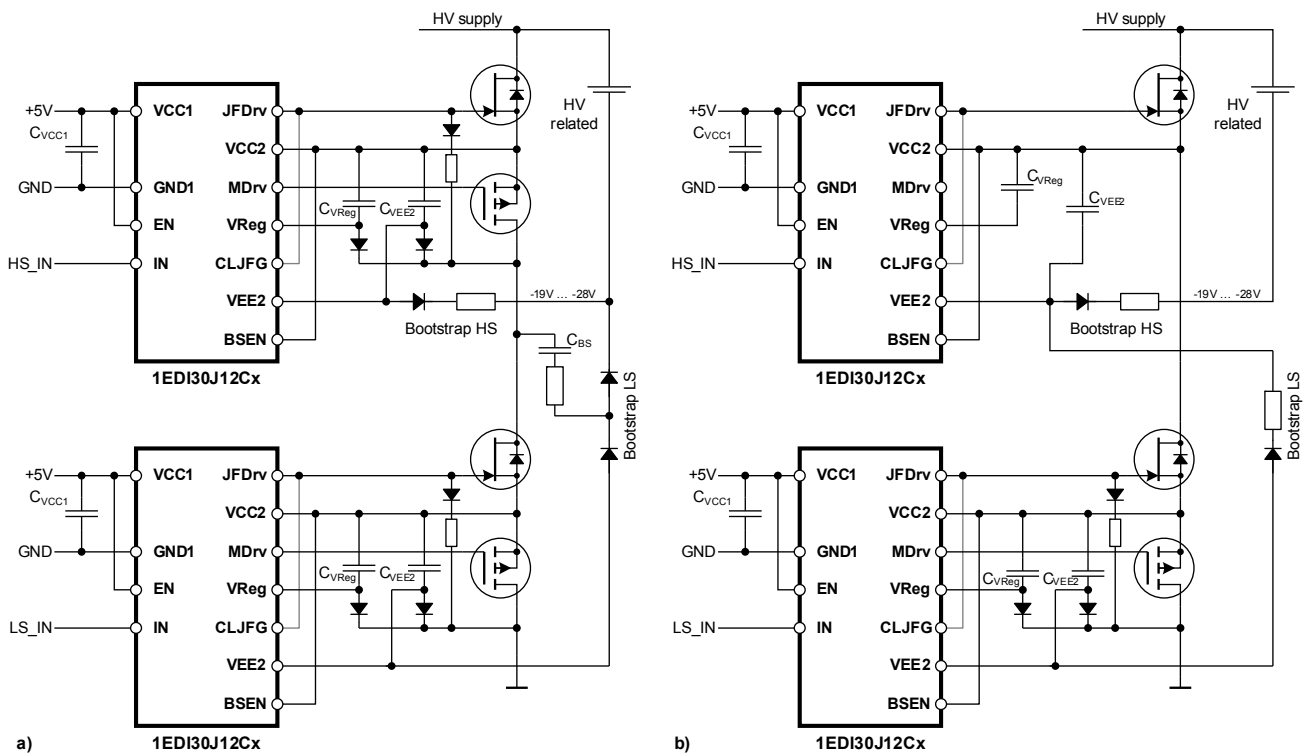 HV supply
+5V
VCC1
JFDrv
HV
related
CVCC1
VCC2
GND
GND1
MDrv
CVReg
CVEE2
EN
VReg
HS_IN
IN
CLJFG
VEE2
-19V ... -28V
Bootstrap HS
BSEN
CBS
1EDI30J12Cx
Bootstrap LS
+5V
VCC1
JFDrv
CVCC1
VCC2
GND
GND1
MDrv
CVReg
CVEE2
EN
VReg
LS_IN
IN
CLJFG
VEE2
BSEN
a)
1EDI30J12Cx
HV supply
+5V
VCC1
JFDrv
HV
related
CVCC1
VCC2
GND
GND1
MDrv
CVReg
CVEE2
EN
VReg
HS_IN
IN
CLJFG
VEE2
-19V ... -28V
Bootstrap HS
BSEN
1EDI30J12Cx
Bootstrap LS
+5V
VCC1
JFDrv
CVCC1
VCC2
GND
GND1
MDrv
CVReg
CVEE2
EN
VReg
LS_IN
IN
CLJFG
VEE2
BSEN
b)
1EDI30J12Cx